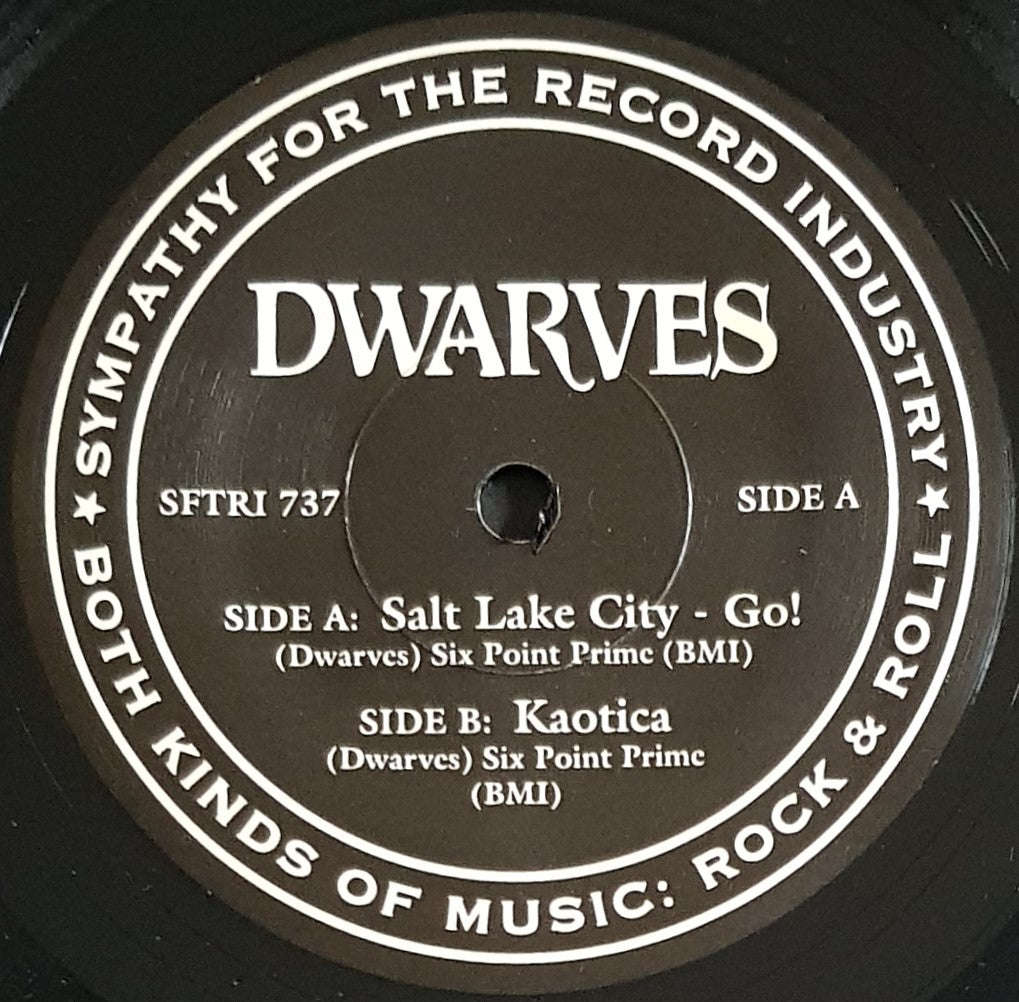 ★ SYMPATHY FOR THE RECORD INDUSTRY ★
DWARVES
SFTRI 737
SIDE A
SIDE A: Salt Lake City - Go!
(Dwarves) Six Point Prime (BMI)
SIDE B: Kaotica
(Dwarves) Six Point Prime
(BMI)
BOTH KINDS OF MUSIC: ROCK & ROLL